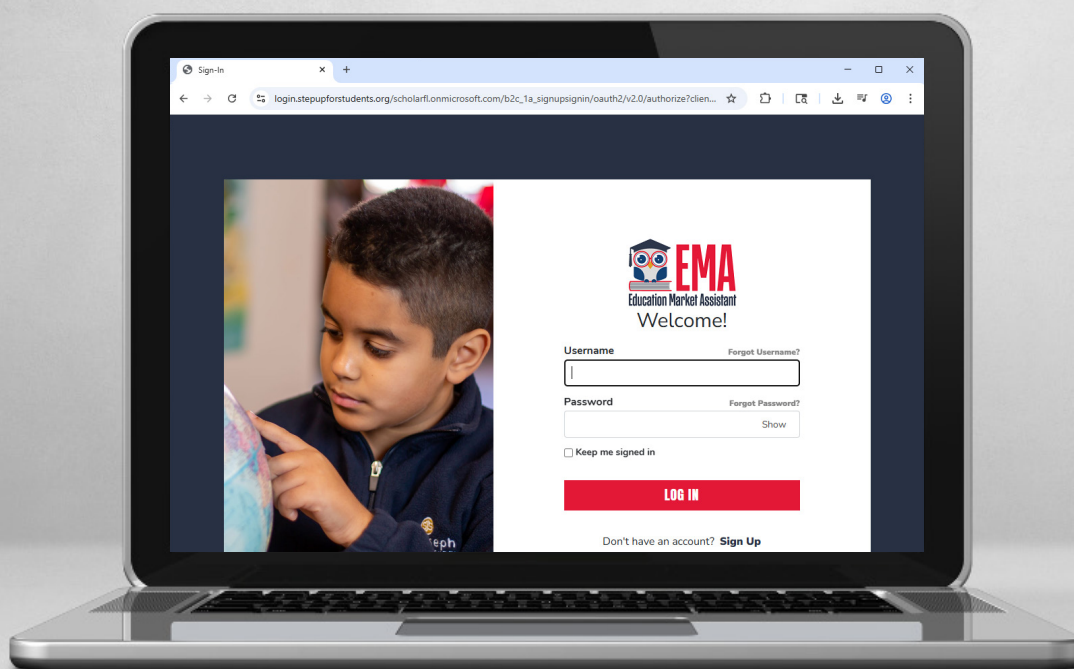 Sign-In
login.stepupforstudents.org/scholarfl.onmicrosoft.com/b2c_1a_signupsignin/oauth2/v2.0/authorize?clien...
EMA
Education Market Assistant
Welcome!
Username Forgot Username?
Password Forgot Password?
Show
Keep me signed in
LOG IN
Don't have an account? Sign Up
eph